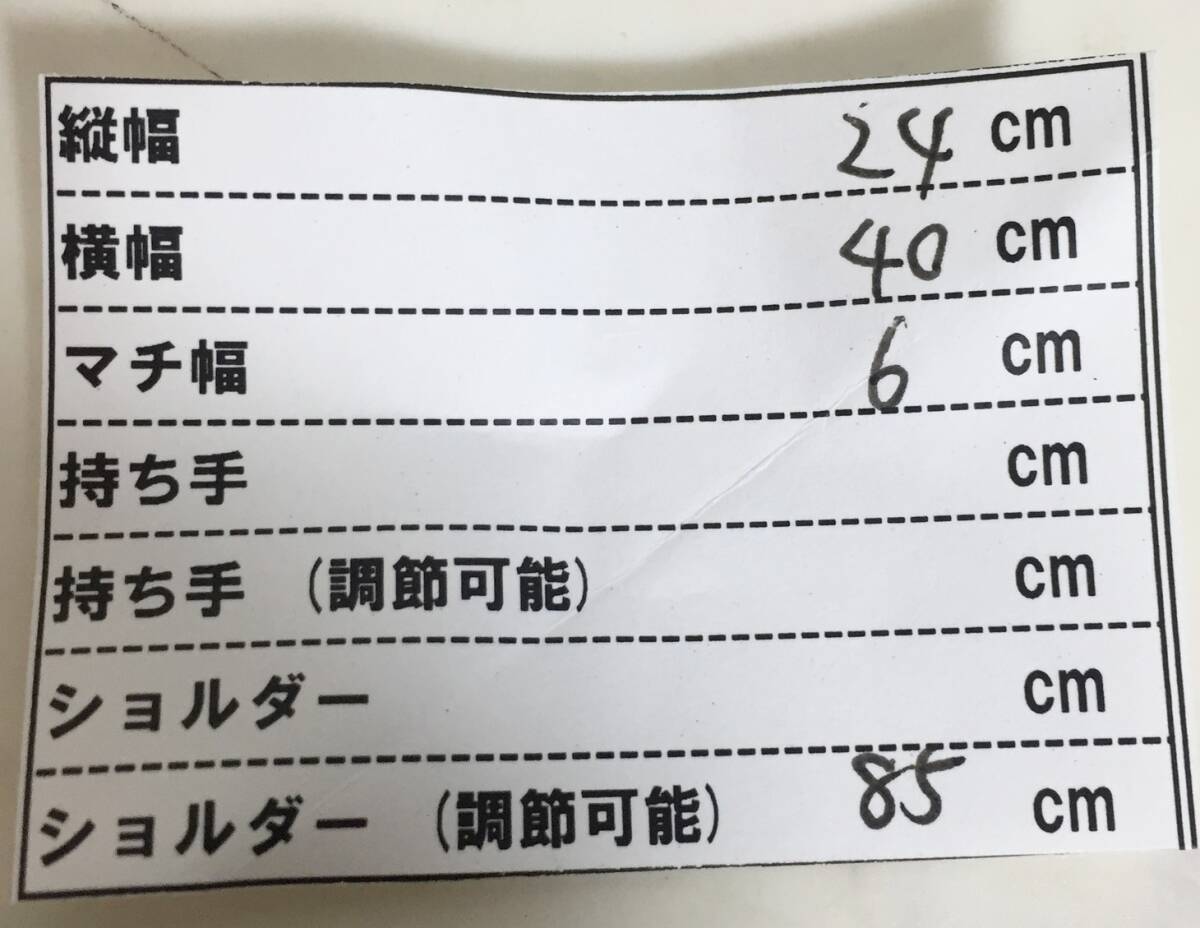 縦幅 24 cm
横幅 40 cm
マチ幅 6 cm
持ち手 cm
持ち手 (調節可能) cm
ショルダー cm
ショルダー (調節可能) 85 cm